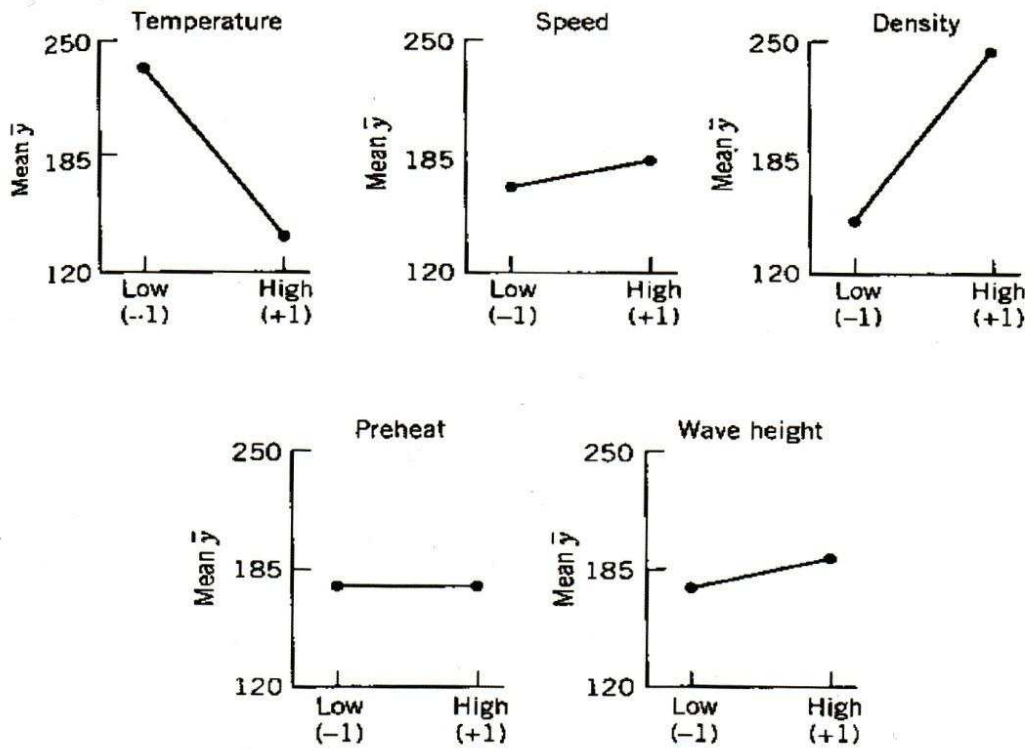 Temperature
250
185
120
Mean ȳ
Low
(-1)
High
(+1)
Speed
250
185
120
Mean ȳ
Low
(-1)
High
(+1)
Density
250
185
120
Mean ȳ
Low
(-1)
High
(+1)
Preheat
250
185
120
Mean ȳ
Low
(-1)
High
(+1)
Wave height
250
185
120
Mean ȳ
Low
(-1)
High
(+1)